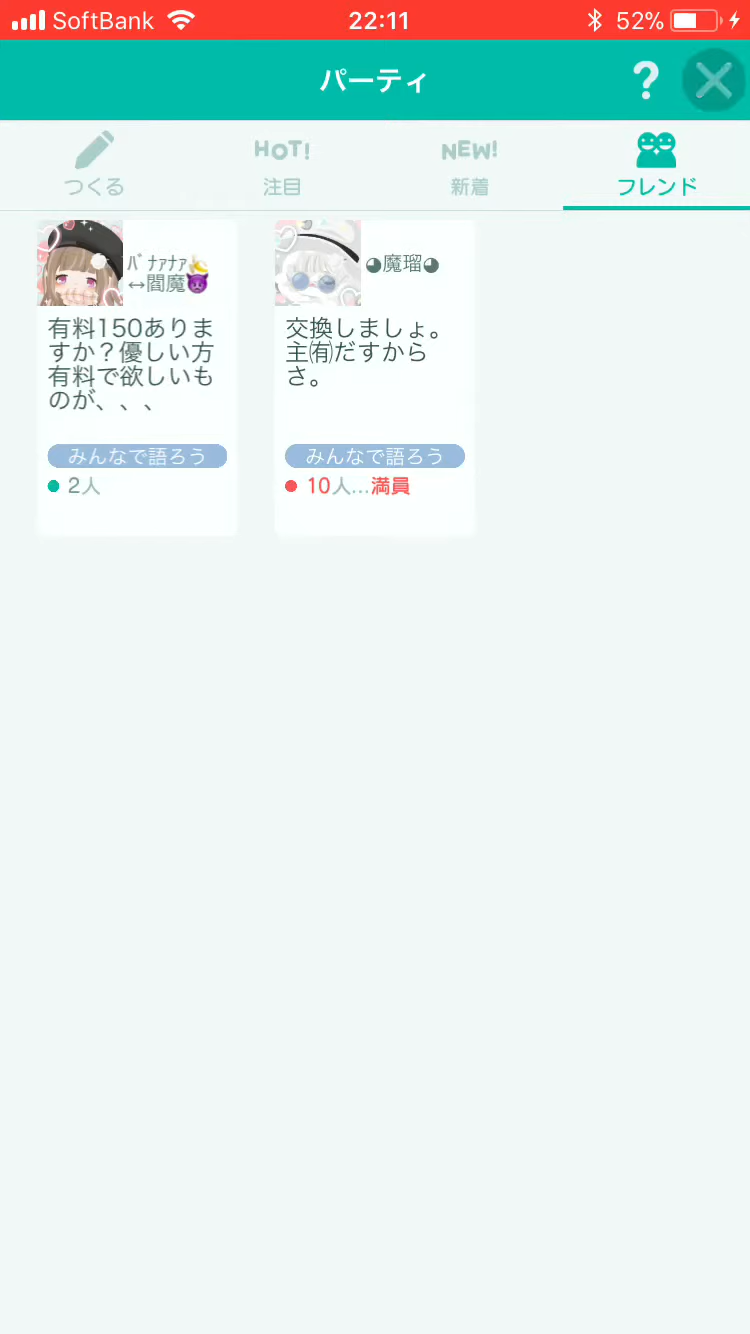 SoftBank 22:11 52%
パーティ ?
つくる
HOT!
注目
NEW!
新着
フレンド
ﾊﾞﾅｧﾅｧ🍌
↔閻魔😈
有料150ありま
すか？優しい方
有料で欲しいも
のが、、、
みんなで語ろう
2人
◕魔瑠◕
交換しましょ。
主㈲だすから
さ。
みんなで語ろう
10人...満員